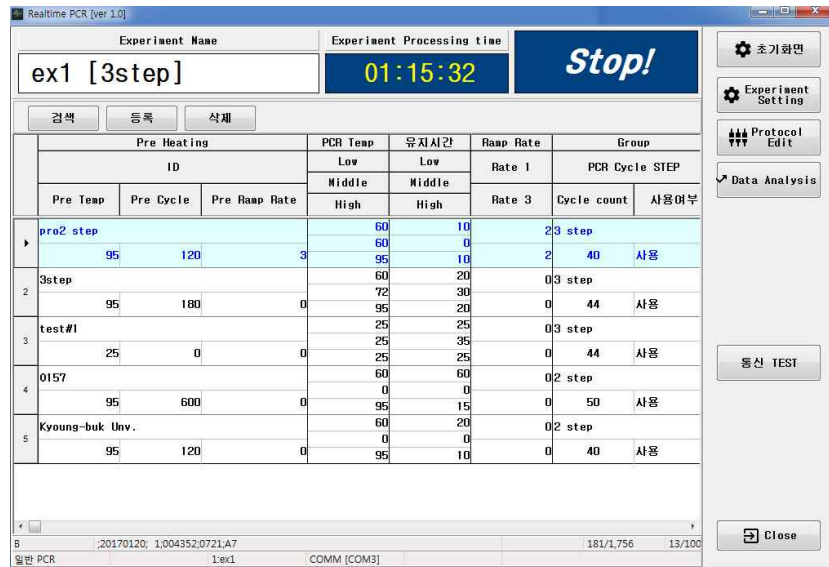 Realtime PCR [ver 1.0]
Experiment Name
Experiment Processing time
ex1 [3step]
01:15:32
Stop!
초기화면
Experiment Setting
Protocol Edit
Data Analysis
통신 TEST
Close
검색 등록 삭제
Pre Heating PCR Temp 유지시간 Ramp Rate Group
ID Low Low Rate 1 PCR Cycle STEP
Middle Middle
Pre Temp Pre Cycle Pre Ramp Rate High High Rate 3 Cycle count 사용여부
pro2 step 60 10 2 3 step
60 0
95 120 3 95 10 2 40 사용
2 3step 60 20 0 3 step
72 30
95 180 0 95 20 0 44 사용
3 test#1 25 25 0 3 step
25 35
25 0 0 25 25 0 44 사용
4 0157 60 60 0 2 step
0 0
95 600 0 95 15 0 50 사용
5 Kyoung-buk Unv. 60 20 0 2 step
0 0
95 120 0 95 10 0 40 사용
B ;20170120; 1;004352;0721;A7 181/1,756 13/100
일반 PCR 1:ex1 COMM [COM3]